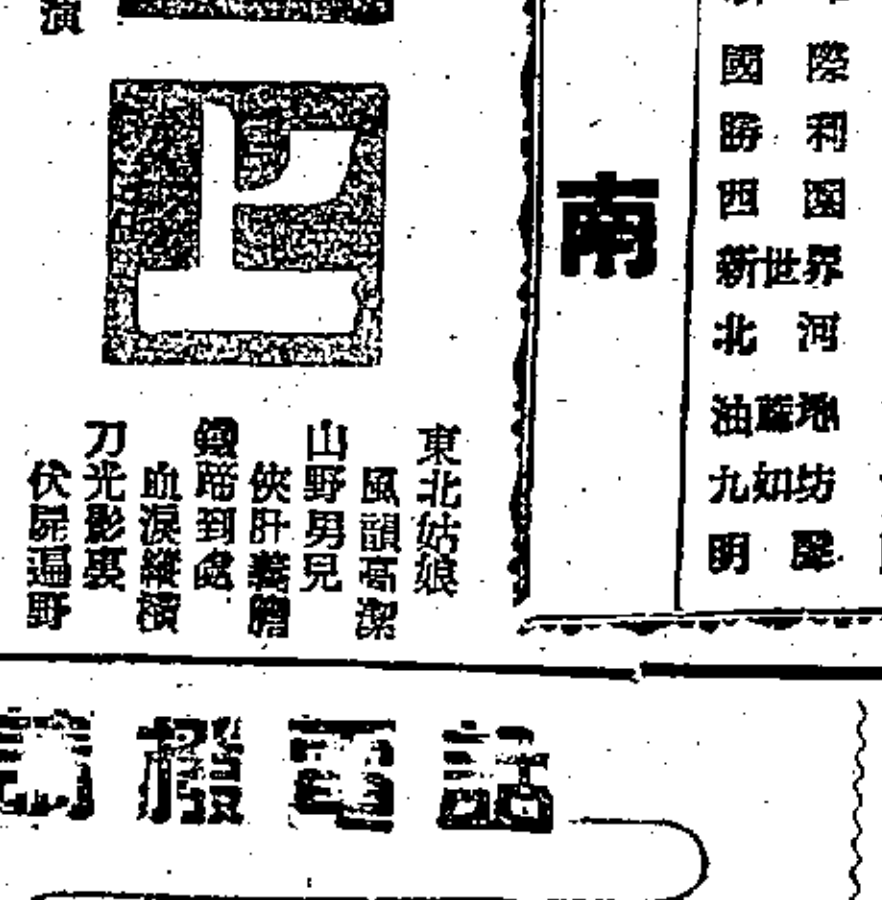 國際
勝利
西園
新世界
北河
油蔴地
九如坊
明聲
南
演
上
東北姑娘
風韻高潔
山野男兒
俠肝義膽
鐵蹄到處
血淚縱橫
刀光影裏
伏屍遍野
電話